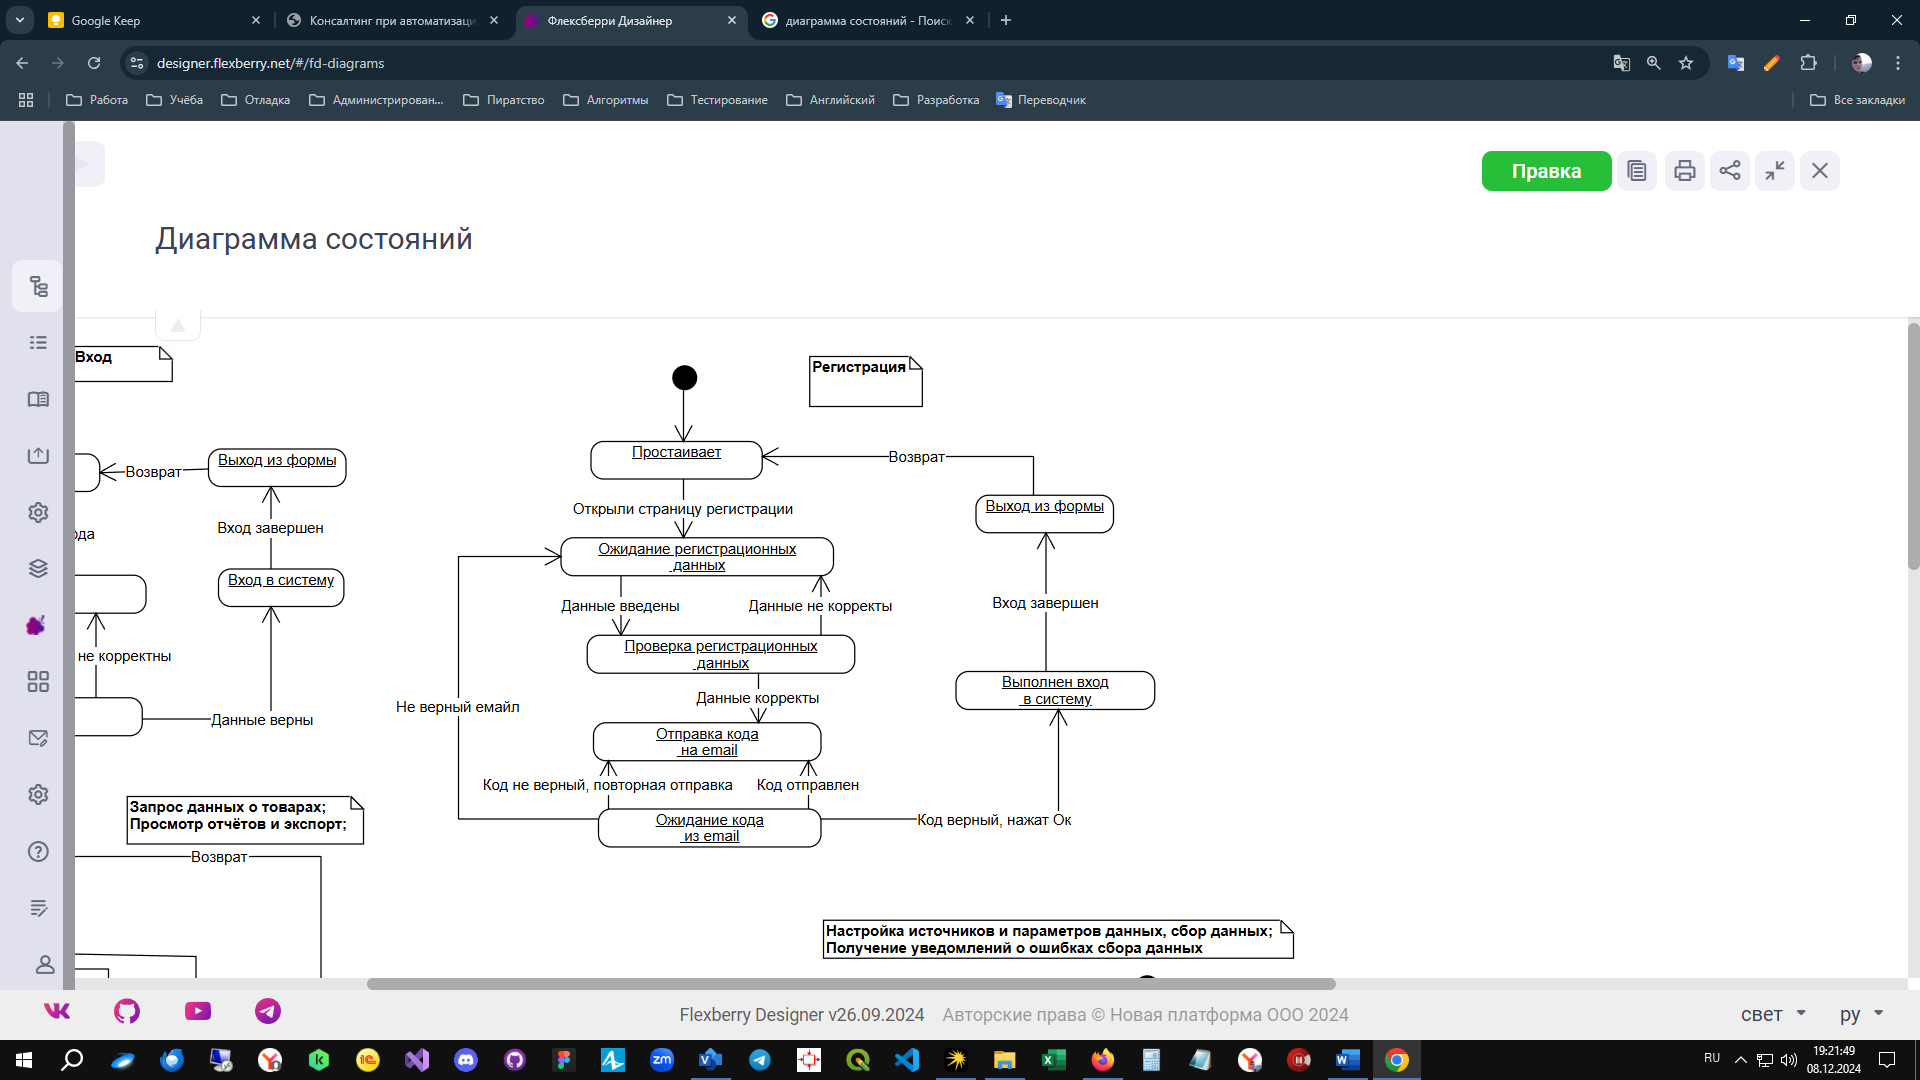 Google Keep
Консалтинг при автоматизаци
Флексберри Дизайнер
диаграмма состояний - Поиск
designer.flexberry.net/#/fd-diagrams
Работа
Учёба
Отладка
Администрирован...
Пиратство
Алгоритмы
Тестирование
Английский
Разработка
Переводчик
Все закладки
Правка
Диаграмма состояний
Вход
Регистрация
Простаивает
Возврат
Выход из формы
Возврат
Открыли страницу регистрации
Выход из формы
Вход завершен
ода
Ожидание регистрационных
данных
Вход в систему
Данные введены
Данные не корректы
Вход завершен
не корректны
Проверка регистрационных
данных
Данные корректы
Выполнен вход
в систему
Не верный емайл
Данные верны
Отправка кода
на email
Код не верный, повторная отправка
Код отправлен
Запрос данных о товарах;
Просмотр отчётов и экспорт;
Ожидание кода
из email
Код верный, нажат Ок
Возврат
Настройка источников и параметров данных, сбор данных;
Получение уведомлений о ошибках сбора данных
Flexberry Designer v26.09.2024
Авторские права © Новая платформа ООО 2024
свет
ру
RU
19:21:49
08.12.2024